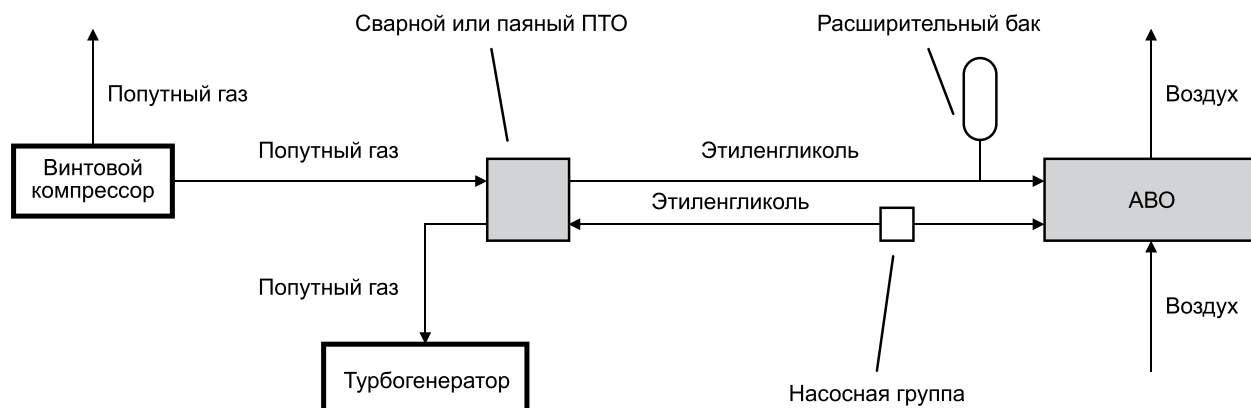 Сварной или паяный ПТО
Расширительный бак
Попутный газ
Воздух
Винтовой
компрессор
Попутный газ
Этиленгликоль
Этиленгликоль
АВО
Попутный газ
Воздух
Турбогенератор
Насосная группа